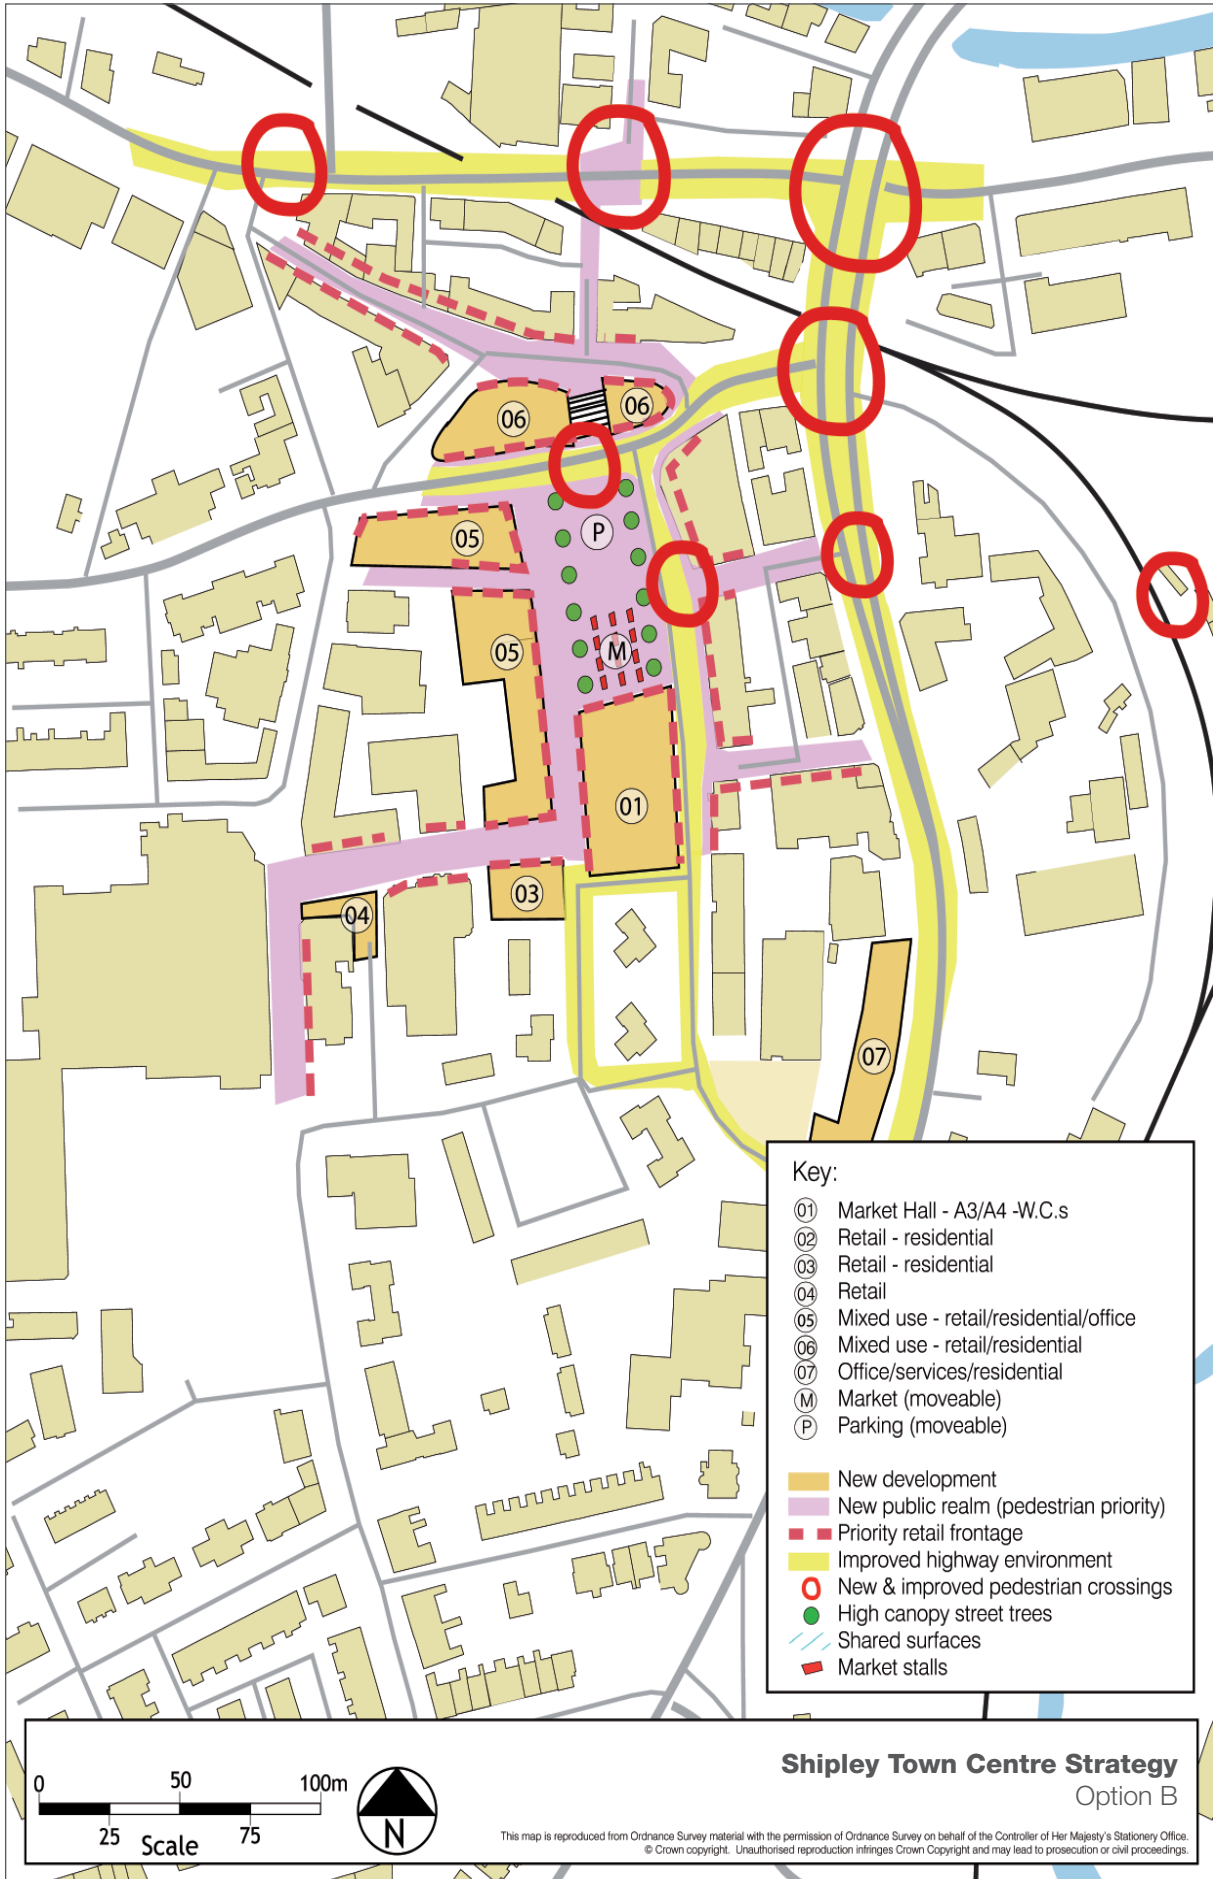 06
06
05
P
05
M
01
03
04
07
Key:
01 Market Hall - A3/A4 -W.C.s
02 Retail - residential
03 Retail - residential
04 Retail
05 Mixed use - retail/residential/office
06 Mixed use - retail/residential
07 Office/services/residential
M Market (moveable)
P Parking (moveable)
New development
New public realm (pedestrian priority)
Priority retail frontage
Improved highway environment
New & improved pedestrian crossings
High canopy street trees
Shared surfaces
Market stalls
0 50 100m
25 75
Scale
N
Shipley Town Centre Strategy
Option B
This map is reproduced from Ordnance Survey material with the permission of Ordnance Survey on behalf of the Controller of Her Majesty's Stationery Office.
© Crown copyright. Unauthorised reproduction infringes Crown Copyright and may lead to prosecution or civil proceedings.